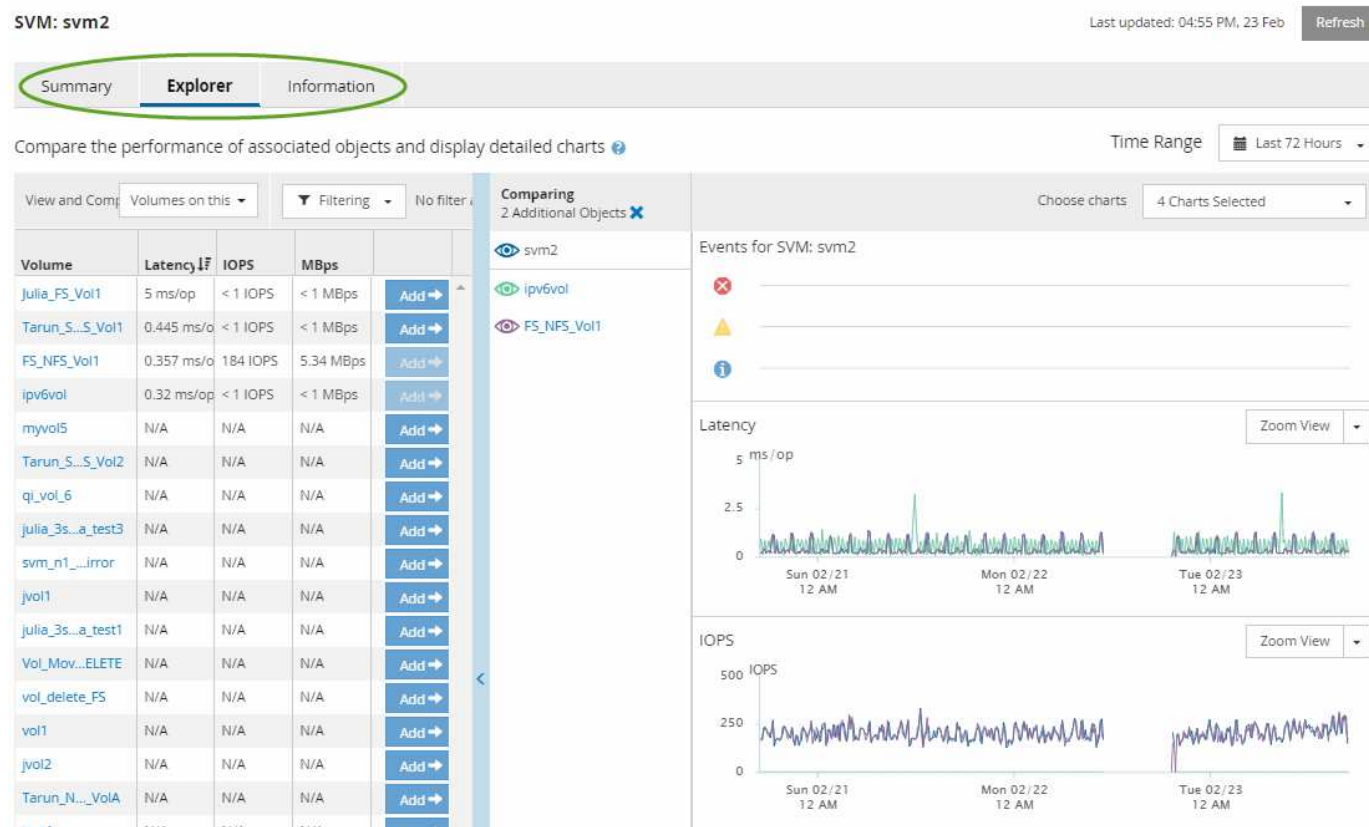 SVM: svm2
Last updated: 04:55 PM, 23 Feb
Refresh
Summary
Explorer
Information
Compare the performance of associated objects and display detailed charts ?
Time Range
Last 72 Hours
View and Comp
Volumes on this
Filtering
No filter
Comparing
2 Additional Objects
Choose charts
4 Charts Selected
Volume Latency IOPS MBps
Julia_FS_Vol1 5 ms/op < 1 IOPS < 1 MBps Add
Tarun_S...S_Vol1 0.445 ms/o < 1 IOPS < 1 MBps Add
FS_NFS_Vol1 0.357 ms/o 184 IOPS 5.34 MBps Add
ipv6vol 0.32 ms/op < 1 IOPS < 1 MBps Add
myvol5 N/A N/A N/A Add
Tarun_S...S_Vol2 N/A N/A N/A Add
qi_vol_6 N/A N/A N/A Add
julia_3s...a_test3 N/A N/A N/A Add
svm_n1_...irror N/A N/A N/A Add
jvol1 N/A N/A N/A Add
julia_3s...a_test1 N/A N/A N/A Add
Vol_Mov...ELETE N/A N/A N/A Add
vol_delete_FS N/A N/A N/A Add
vol1 N/A N/A N/A Add
jvol2 N/A N/A N/A Add
Tarun_N..._VolA N/A N/A N/A Add
svm2
ipv6vol
FS_NFS_Vol1
Events for SVM: svm2
Latency
Zoom View
5 ms/op
2.5
0
Sun 02/21 Mon 02/22 Tue 02/23
12 AM 12 AM 12 AM
IOPS
Zoom View
500 IOPS
250
0
Sun 02/21 Mon 02/22 Tue 02/23
12 AM 12 AM 12 AM